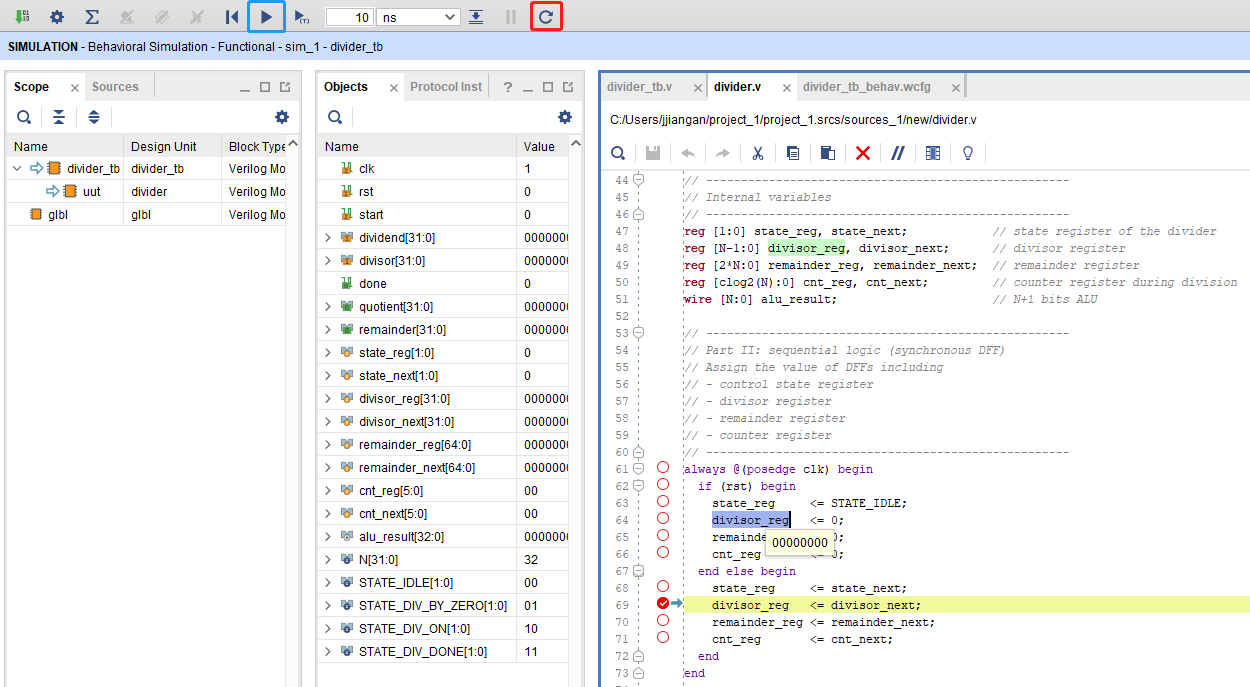 10 ns
SIMULATION - Behavioral Simulation - Functional - sim_1 - divider_tb
Scope × Sources
Name Design Unit Block Type
divider_tb divider_tb Verilog Mo
uut divider Verilog Mo
glbl glbl Verilog Mo
Objects × Protocol Inst ?
Name Value
clk 1
rst 0
start 0
dividend[31:0] 0000000
divisor[31:0] 0000000
done 0
quotient[31:0] 0000000
remainder[31:0] 0000000
state_reg[1:0] 0
state_next[1:0] 0
divisor_reg[31:0] 0000000
divisor_next[31:0] 0000000
remainder_reg[64:0] 0000000
remainder_next[64:0] 0000000
cnt_reg[5:0] 00
cnt_next[5:0] 00
alu_result[32:0] 0000000
N[31:0] 32
STATE_IDLE[1:0] 00
STATE_DIV_BY_ZERO[1:0] 01
STATE_DIV_ON[1:0] 10
STATE_DIV_DONE[1:0] 11
divider_tb.v × divider.v × divider_tb_behav.wcfg ×
C:/Users/jjiangan/project_1/project_1.srcs/sources_1/new/divider.v
44 // ----------------------------------------------------
45 // Internal variables
46 // ----------------------------------------------------
47 reg [1:0] state_reg, state_next; // state register of the divider
48 reg [N-1:0] divisor_reg, divisor_next; // divisor register
49 reg [2*N:0] remainder_reg, remainder_next; // remainder register
50 reg [clog2(N):0] cnt_reg, cnt_next; // counter register during division
51 wire [N:0] alu_result; // N+1 bits ALU
52
53 // ----------------------------------------------------
54 // Part II: sequential logic (synchronous DFF)
55 // Assign the value of DFFs including
56 // - control state register
57 // - divisor register
58 // - remainder register
59 // - counter register
60 // ----------------------------------------------------
61 always @(posedge clk) begin
62 if (rst) begin
63 state_reg <= STATE_IDLE;
64 divisor_reg <= 0;
65 remainde 00000000 0;
66 cnt_reg <= 0;
67 end else begin
68 state_reg <= state_next;
69 divisor_reg <= divisor_next;
70 remainder_reg <= remainder_next;
71 cnt_reg <= cnt_next;
72 end
73 end